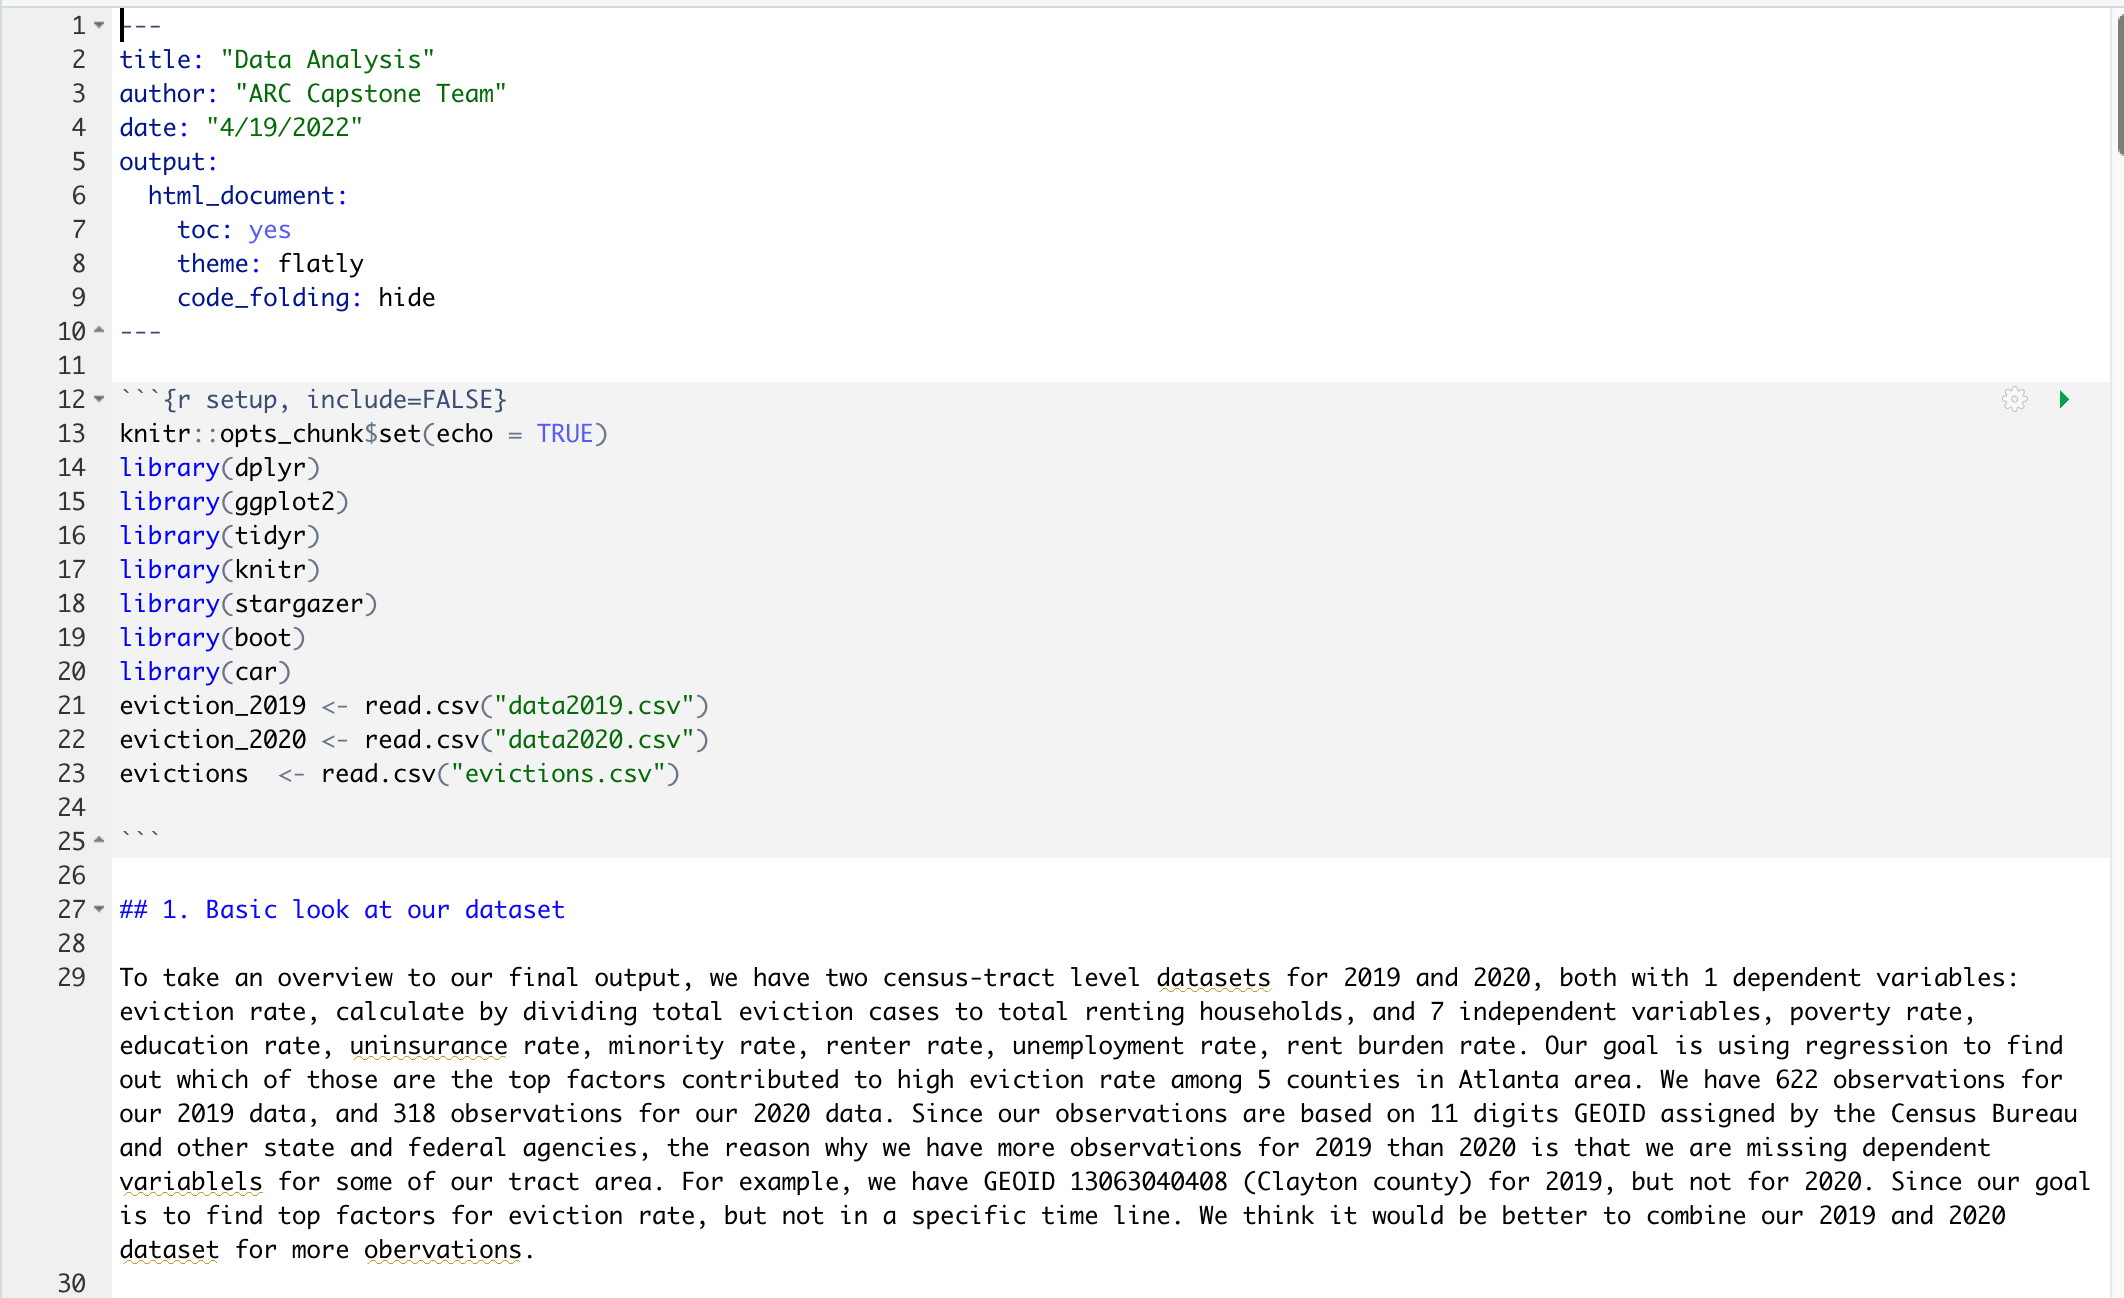 1 ---
2 title: "Data Analysis"
3 author: "ARC Capstone Team"
4 date: "4/19/2022"
5 output:
6   html_document:
7     toc: yes
8     theme: flatly
9     code_folding: hide
10 ---
11
12 ```{r setup, include=FALSE}
13 knitr::opts_chunk$set(echo = TRUE)
14 library(dplyr)
15 library(ggplot2)
16 library(tidyr)
17 library(knitr)
18 library(stargazer)
19 library(boot)
20 library(car)
21 eviction_2019 <- read.csv("data2019.csv")
22 eviction_2020 <- read.csv("data2020.csv")
23 evictions  <- read.csv("evictions.csv")
24
25 ```
26
27 ## 1. Basic look at our dataset
28
29 To take an overview to our final output, we have two census-tract level datasets for 2019 and 2020, both with 1 dependent variables:
eviction rate, calculate by dividing total eviction cases to total renting households, and 7 independent variables, poverty rate,
education rate, uninsurance rate, minority rate, renter rate, unemployment rate, rent burden rate. Our goal is using regression to find
out which of those are the top factors contributed to high eviction rate among 5 counties in Atlanta area. We have 622 observations for
our 2019 data, and 318 observations for our 2020 data. Since our observations are based on 11 digits GEOID assigned by the Census Bureau
and other state and federal agencies, the reason why we have more observations for 2019 than 2020 is that we are missing dependent
variablels for some of our tract area. For example, we have GEOID 13063040408 (Clayton county) for 2019, but not for 2020. Since our goal
is to find top factors for eviction rate, but not in a specific time line. We think it would be better to combine our 2019 and 2020
dataset for more obervations.
30